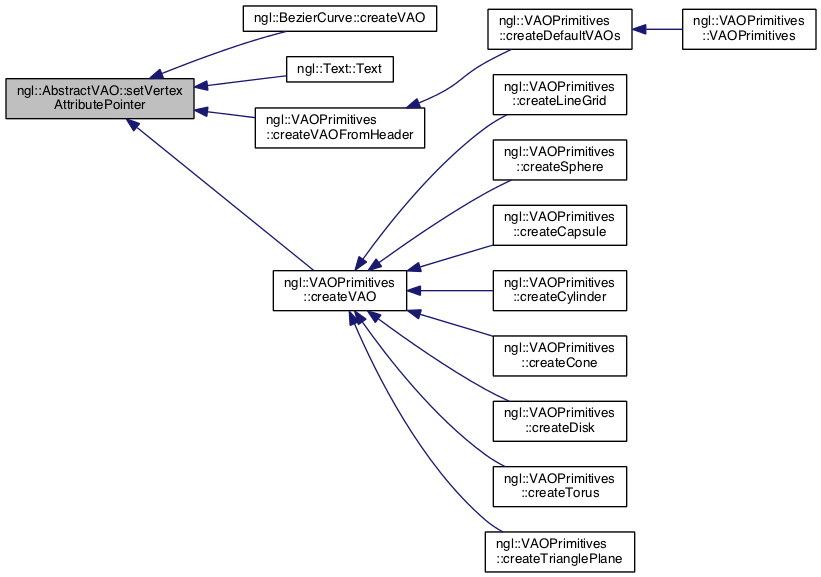 ngl::BezierCurve::createVAO
ngl::VAOPrimitives
::createDefaultVAOs
ngl::VAOPrimitives
::VAOPrimitives
ngl::Text::Text
ngl::AbstractVAO::setVertex
AttributePointer
ngl::VAOPrimitives
::createVAOFromHeader
ngl::VAOPrimitives
::createLineGrid
ngl::VAOPrimitives
::createSphere
ngl::VAOPrimitives
::createCapsule
ngl::VAOPrimitives
::createVAO
ngl::VAOPrimitives
::createCylinder
ngl::VAOPrimitives
::createCone
ngl::VAOPrimitives
::createDisk
ngl::VAOPrimitives
::createTorus
ngl::VAOPrimitives
::createTrianglePlane